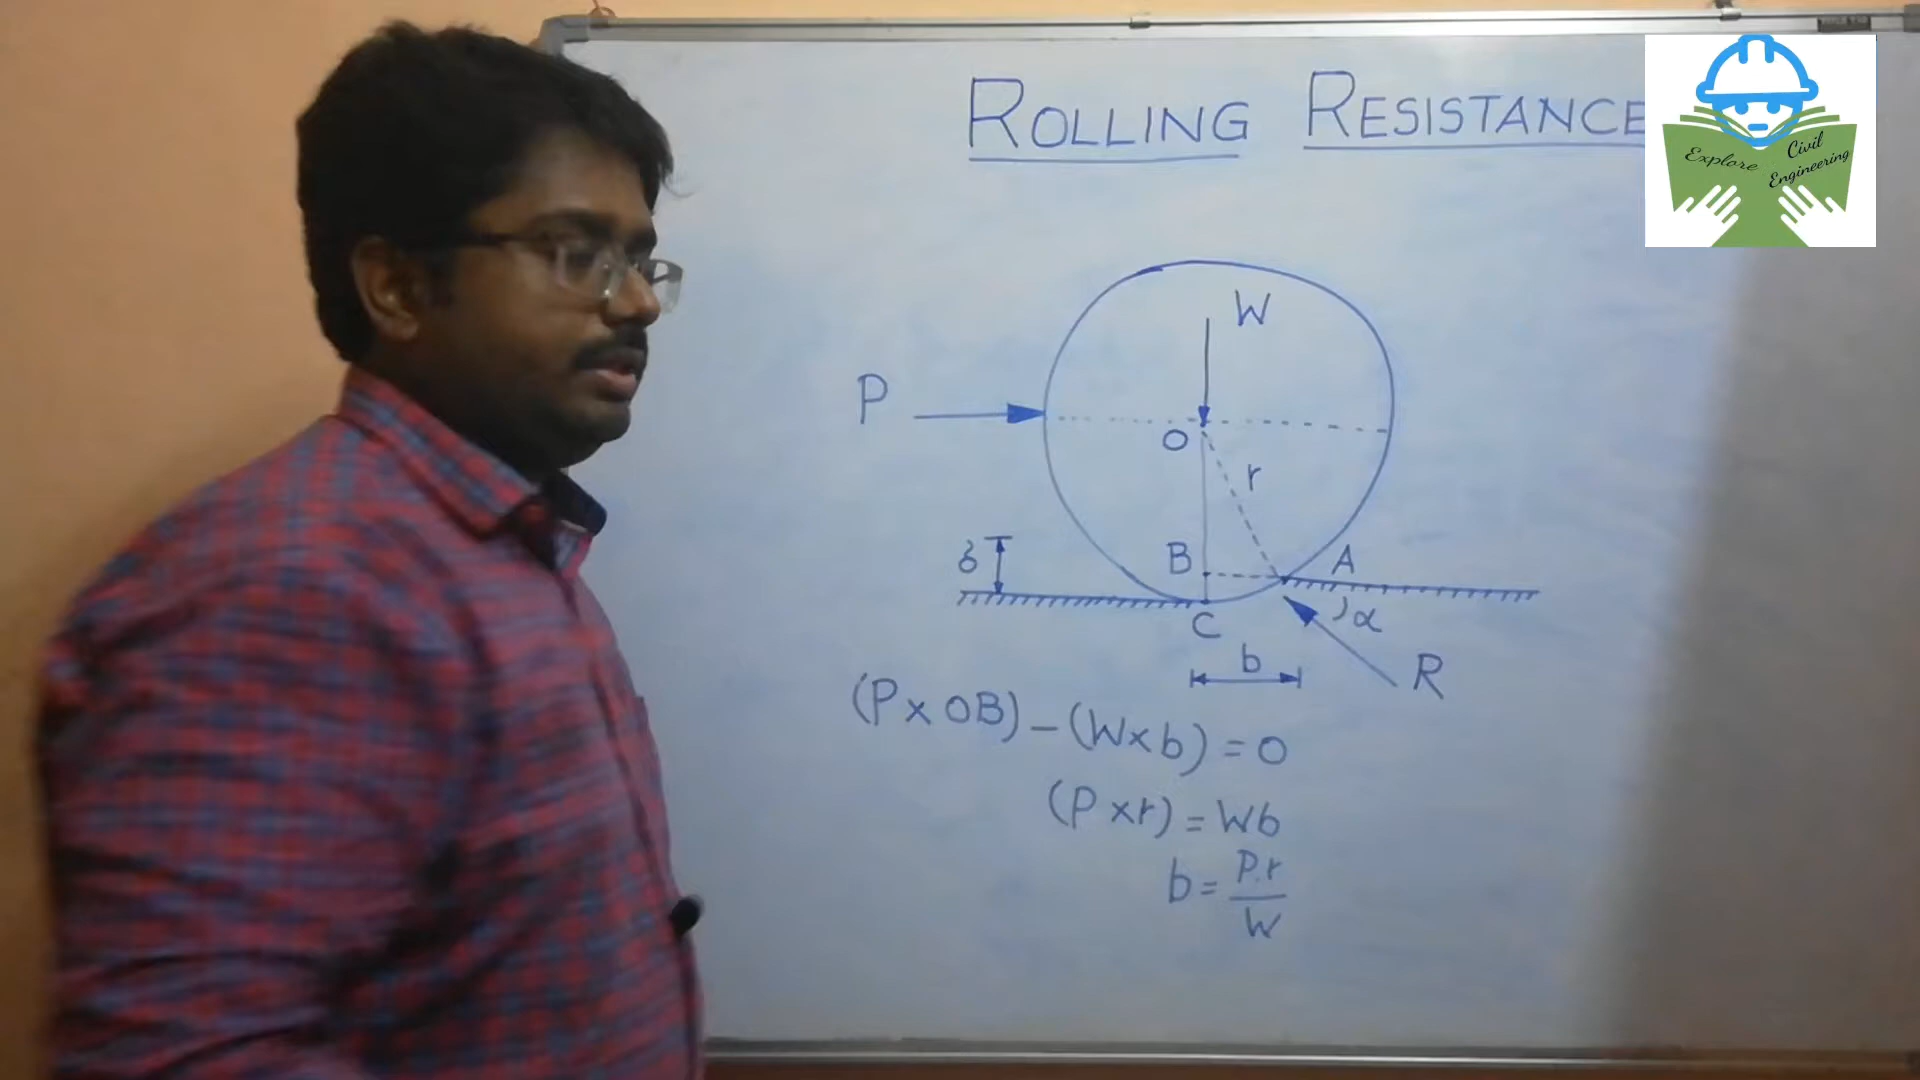 ROLLING RESISTANCE
Explore Civil Engineering
W
P
O
r
δ
B
A
C
α
b
R
(P x OB) – (W x b) = 0
(P x r) = Wb
b = P.r / W